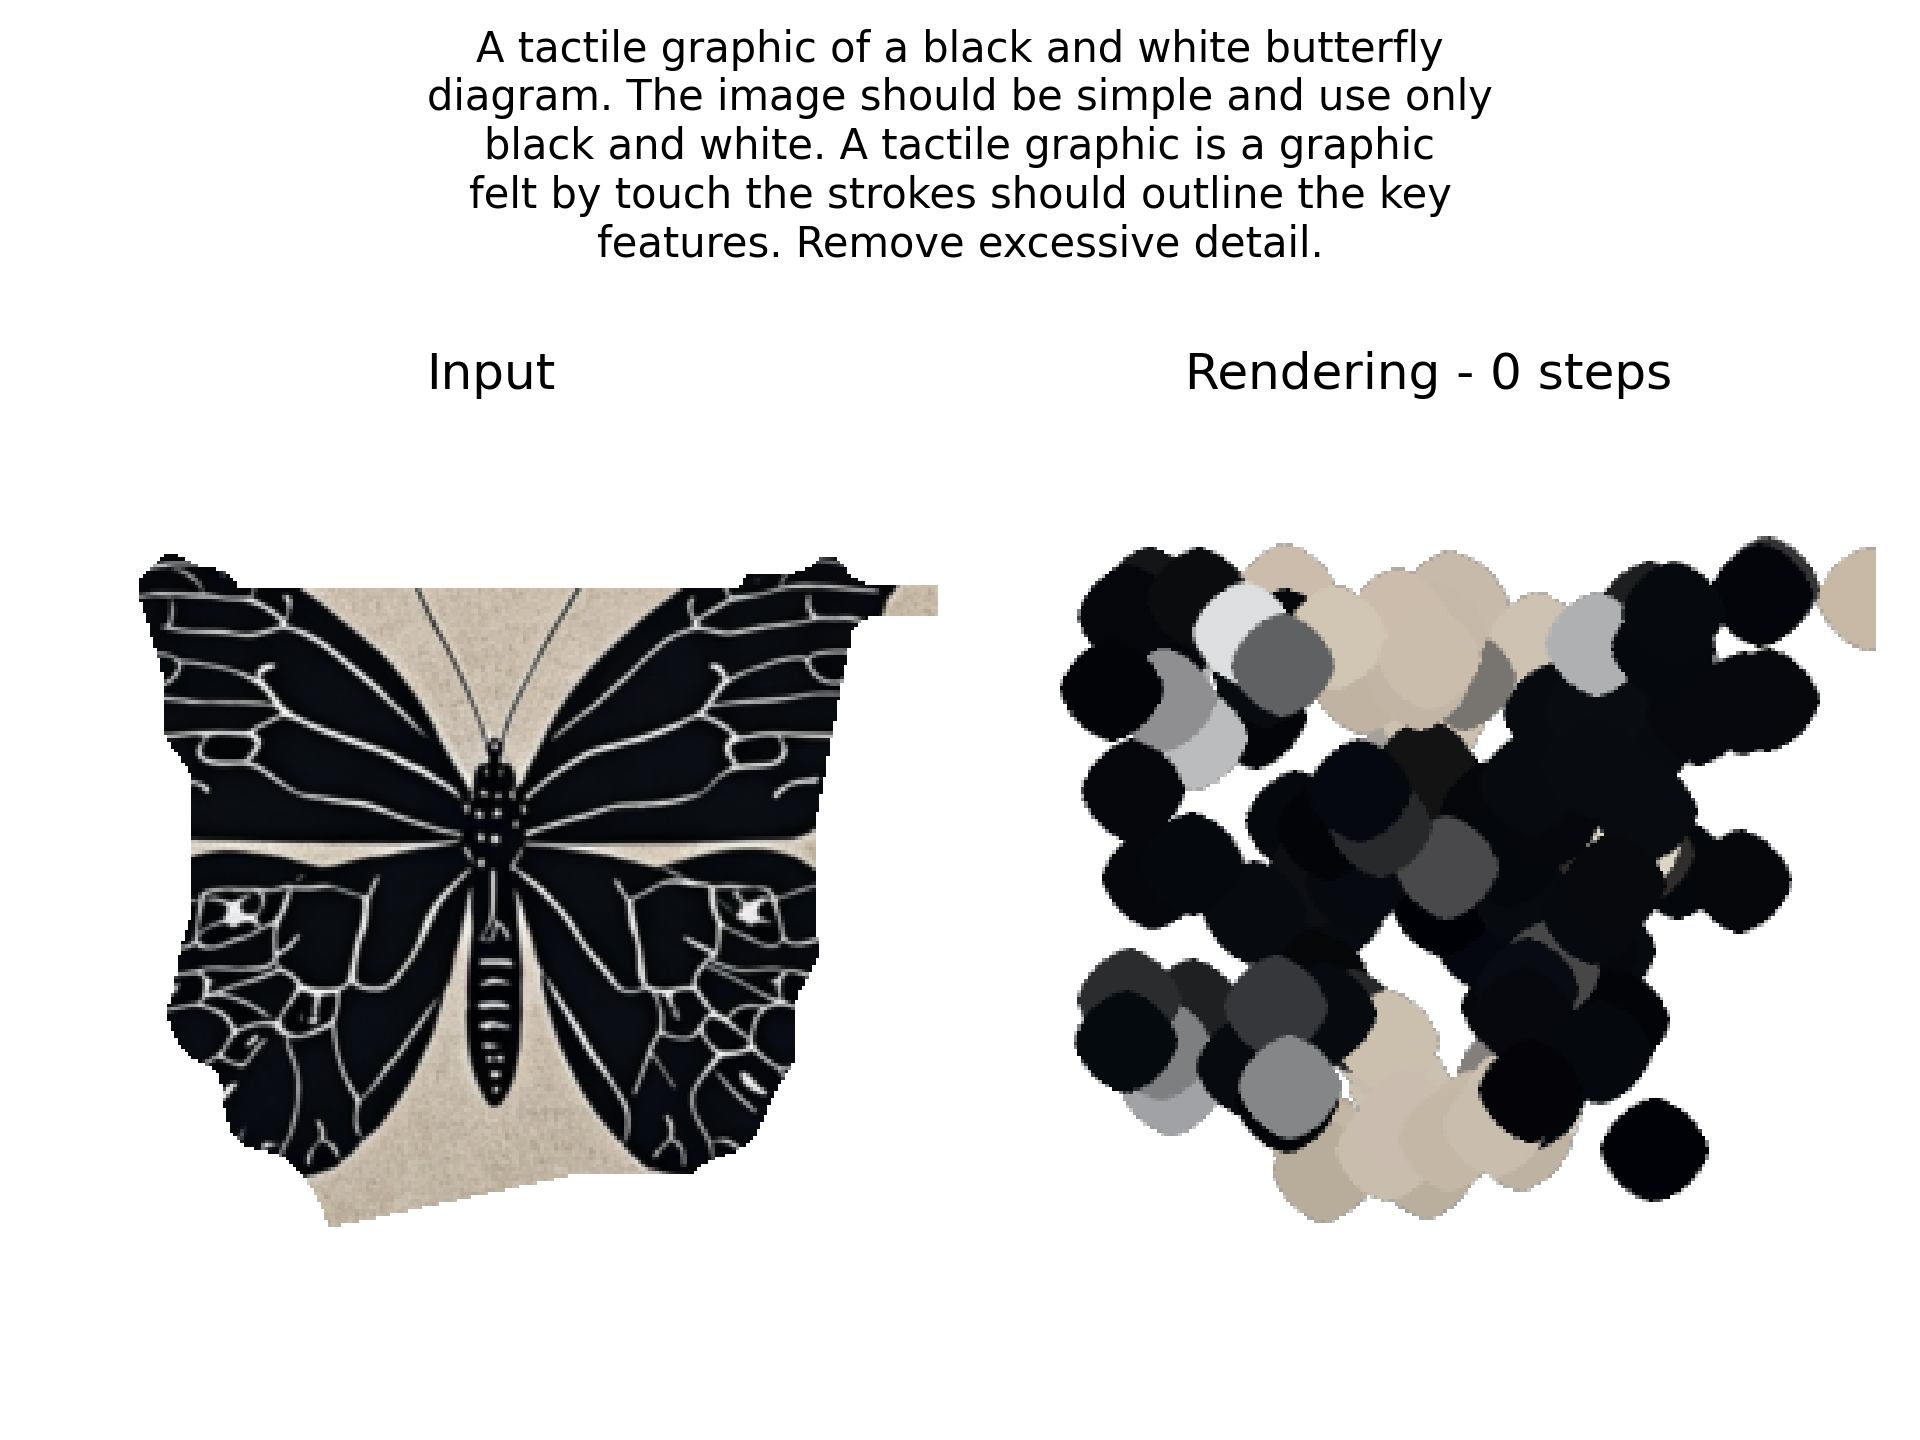 A tactile graphic of a black and white butterfly
diagram. The image should be simple and use only
black and white. A tactile graphic is a graphic
felt by touch the strokes should outline the key
features. Remove excessive detail.
Input
Rendering - 0 steps